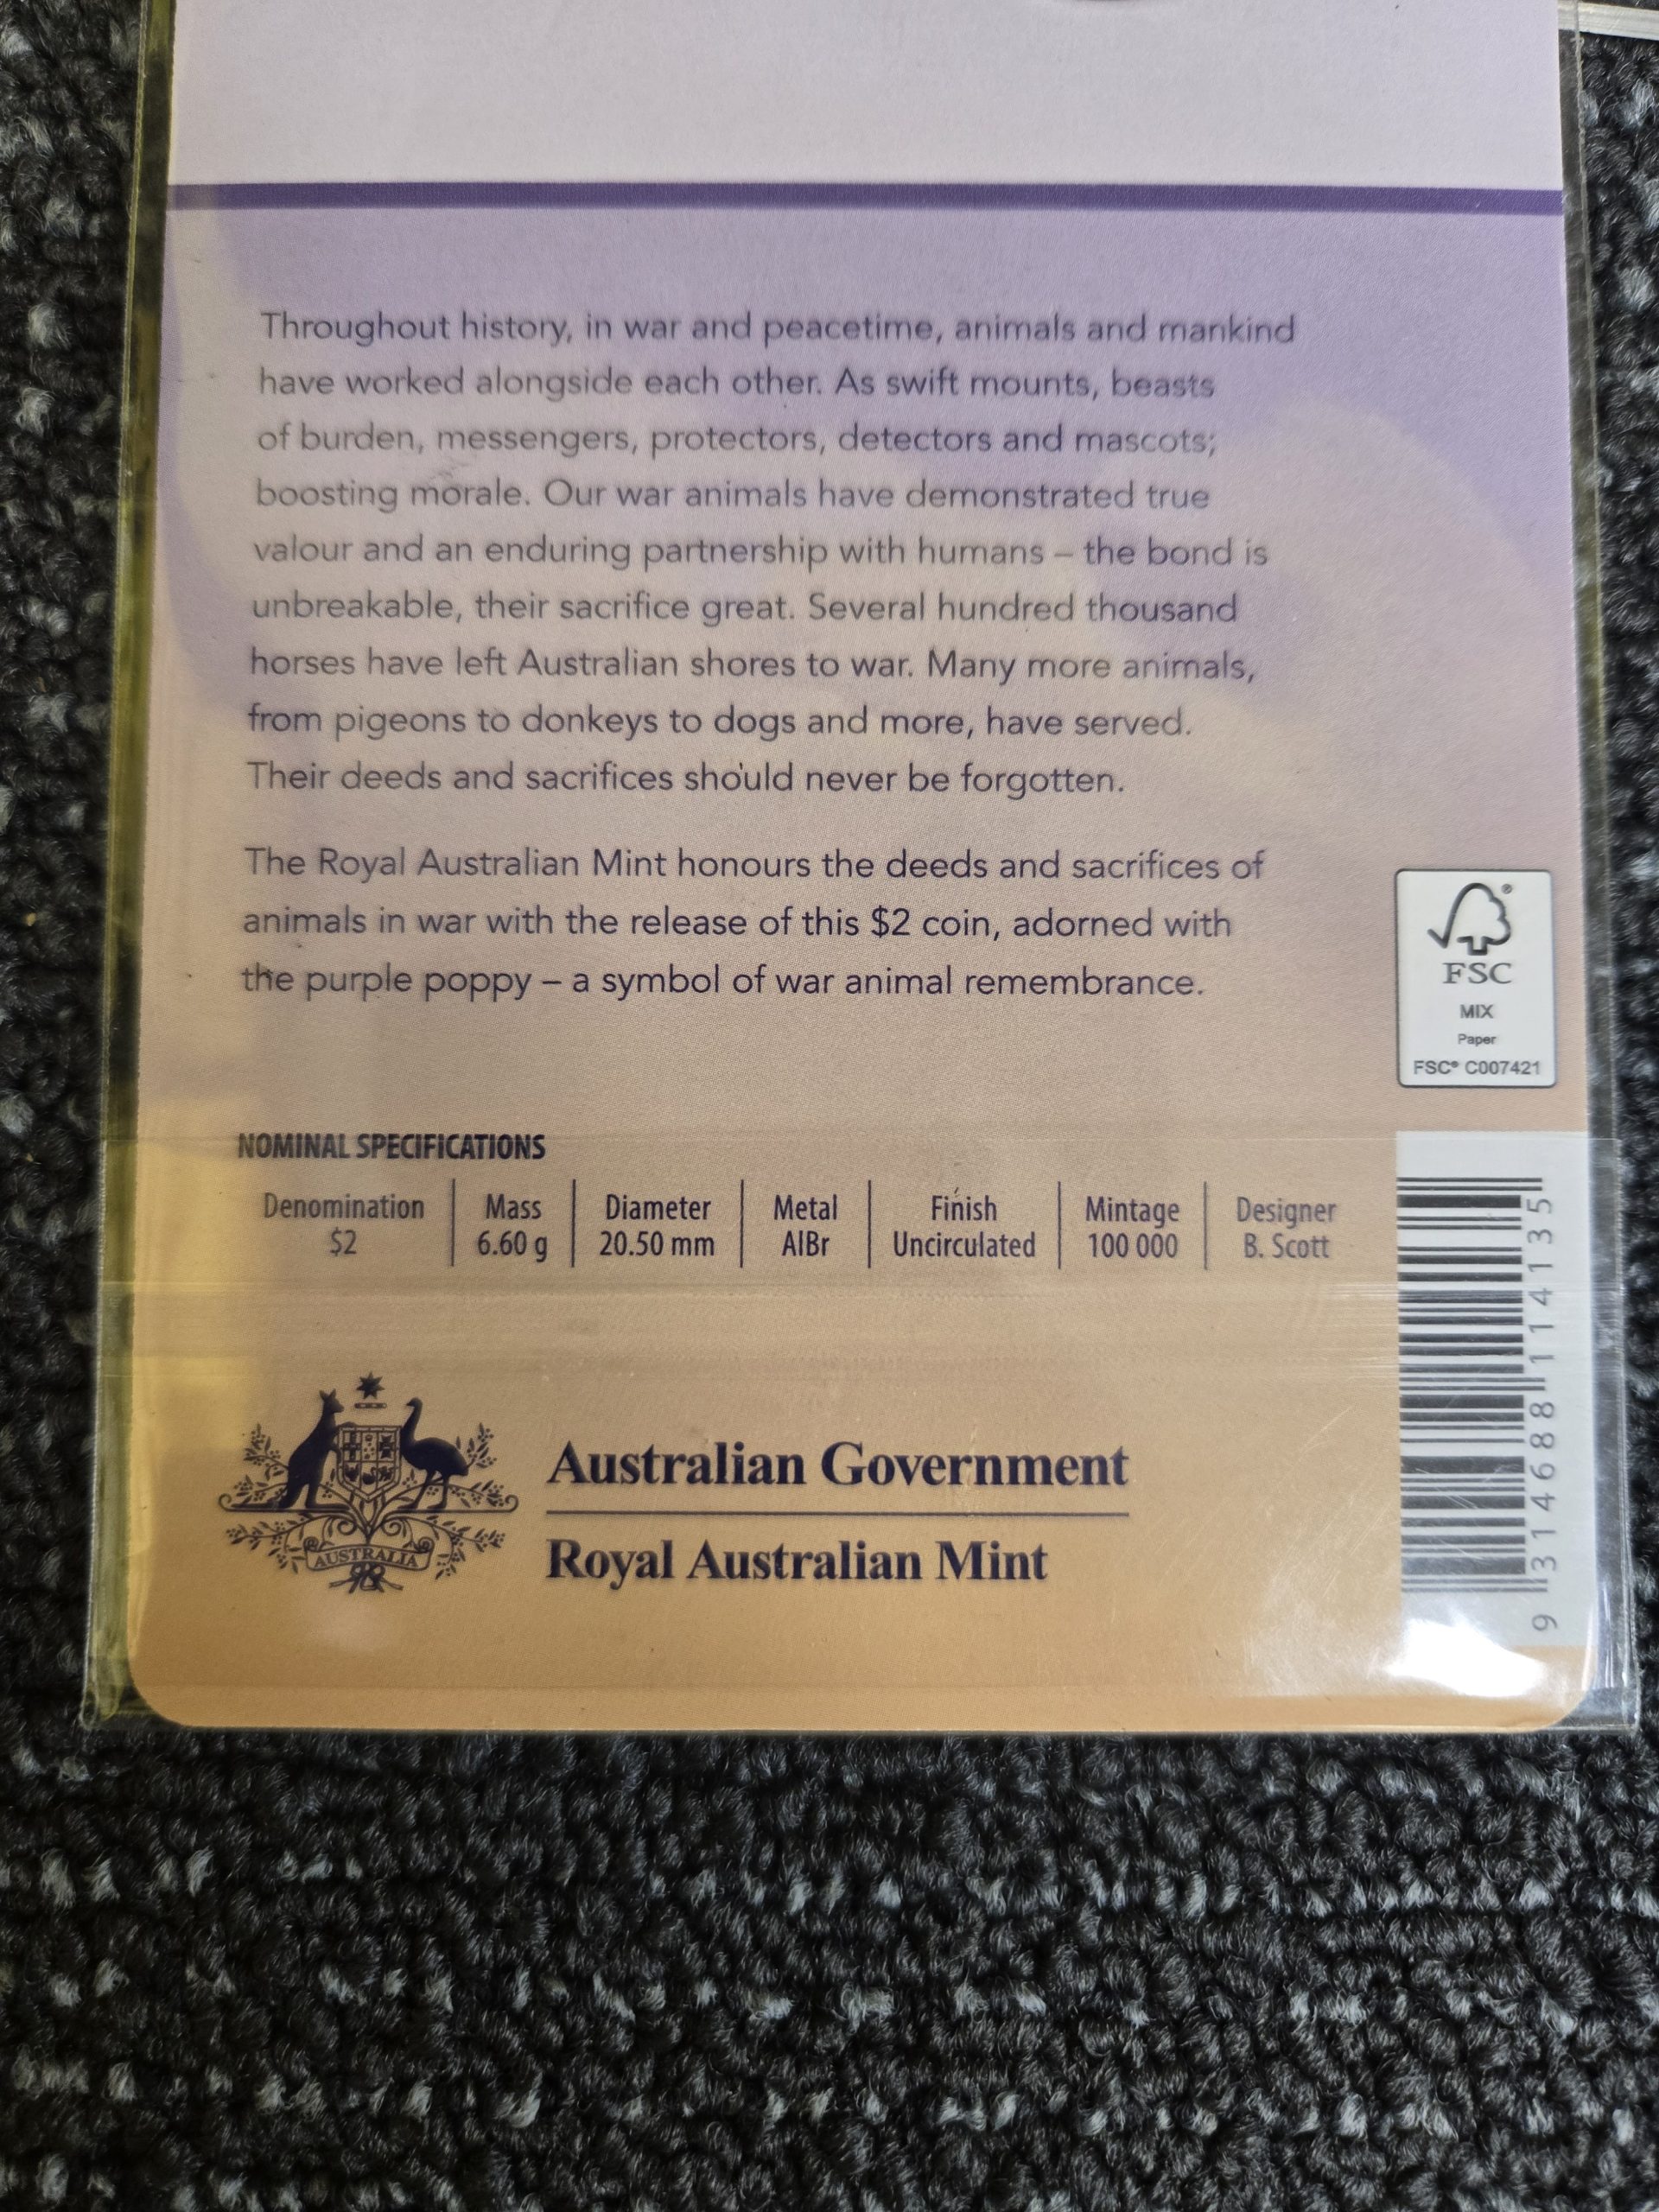 Throughout history, in war and peacetime, animals and mankind
have worked alongside each other. As swift mounts, beasts
of burden, messengers, protectors, detectors and mascots;
boosting morale. Our war animals have demonstrated true
valour and an enduring partnership with humans – the bond is
unbreakable, their sacrifice great. Several hundred thousand
horses have left Australian shores to war. Many more animals,
from pigeons to donkeys to dogs and more, have served.
Their deeds and sacrifices should never be forgotten.
The Royal Australian Mint honours the deeds and sacrifices of
animals in war with the release of this $2 coin, adorned with
the purple poppy – a symbol of war animal remembrance.
FSC
MIX
Paper
FSC® C007421
NOMINAL SPECIFICATIONS
Denomination Mass Diameter Metal Finish Mintage Designer
$2 6.60 g 20.50 mm AlBr Uncirculated 100 000 B. Scott
AUSTRALIA
Australian Government
Royal Australian Mint
9 314688 114135